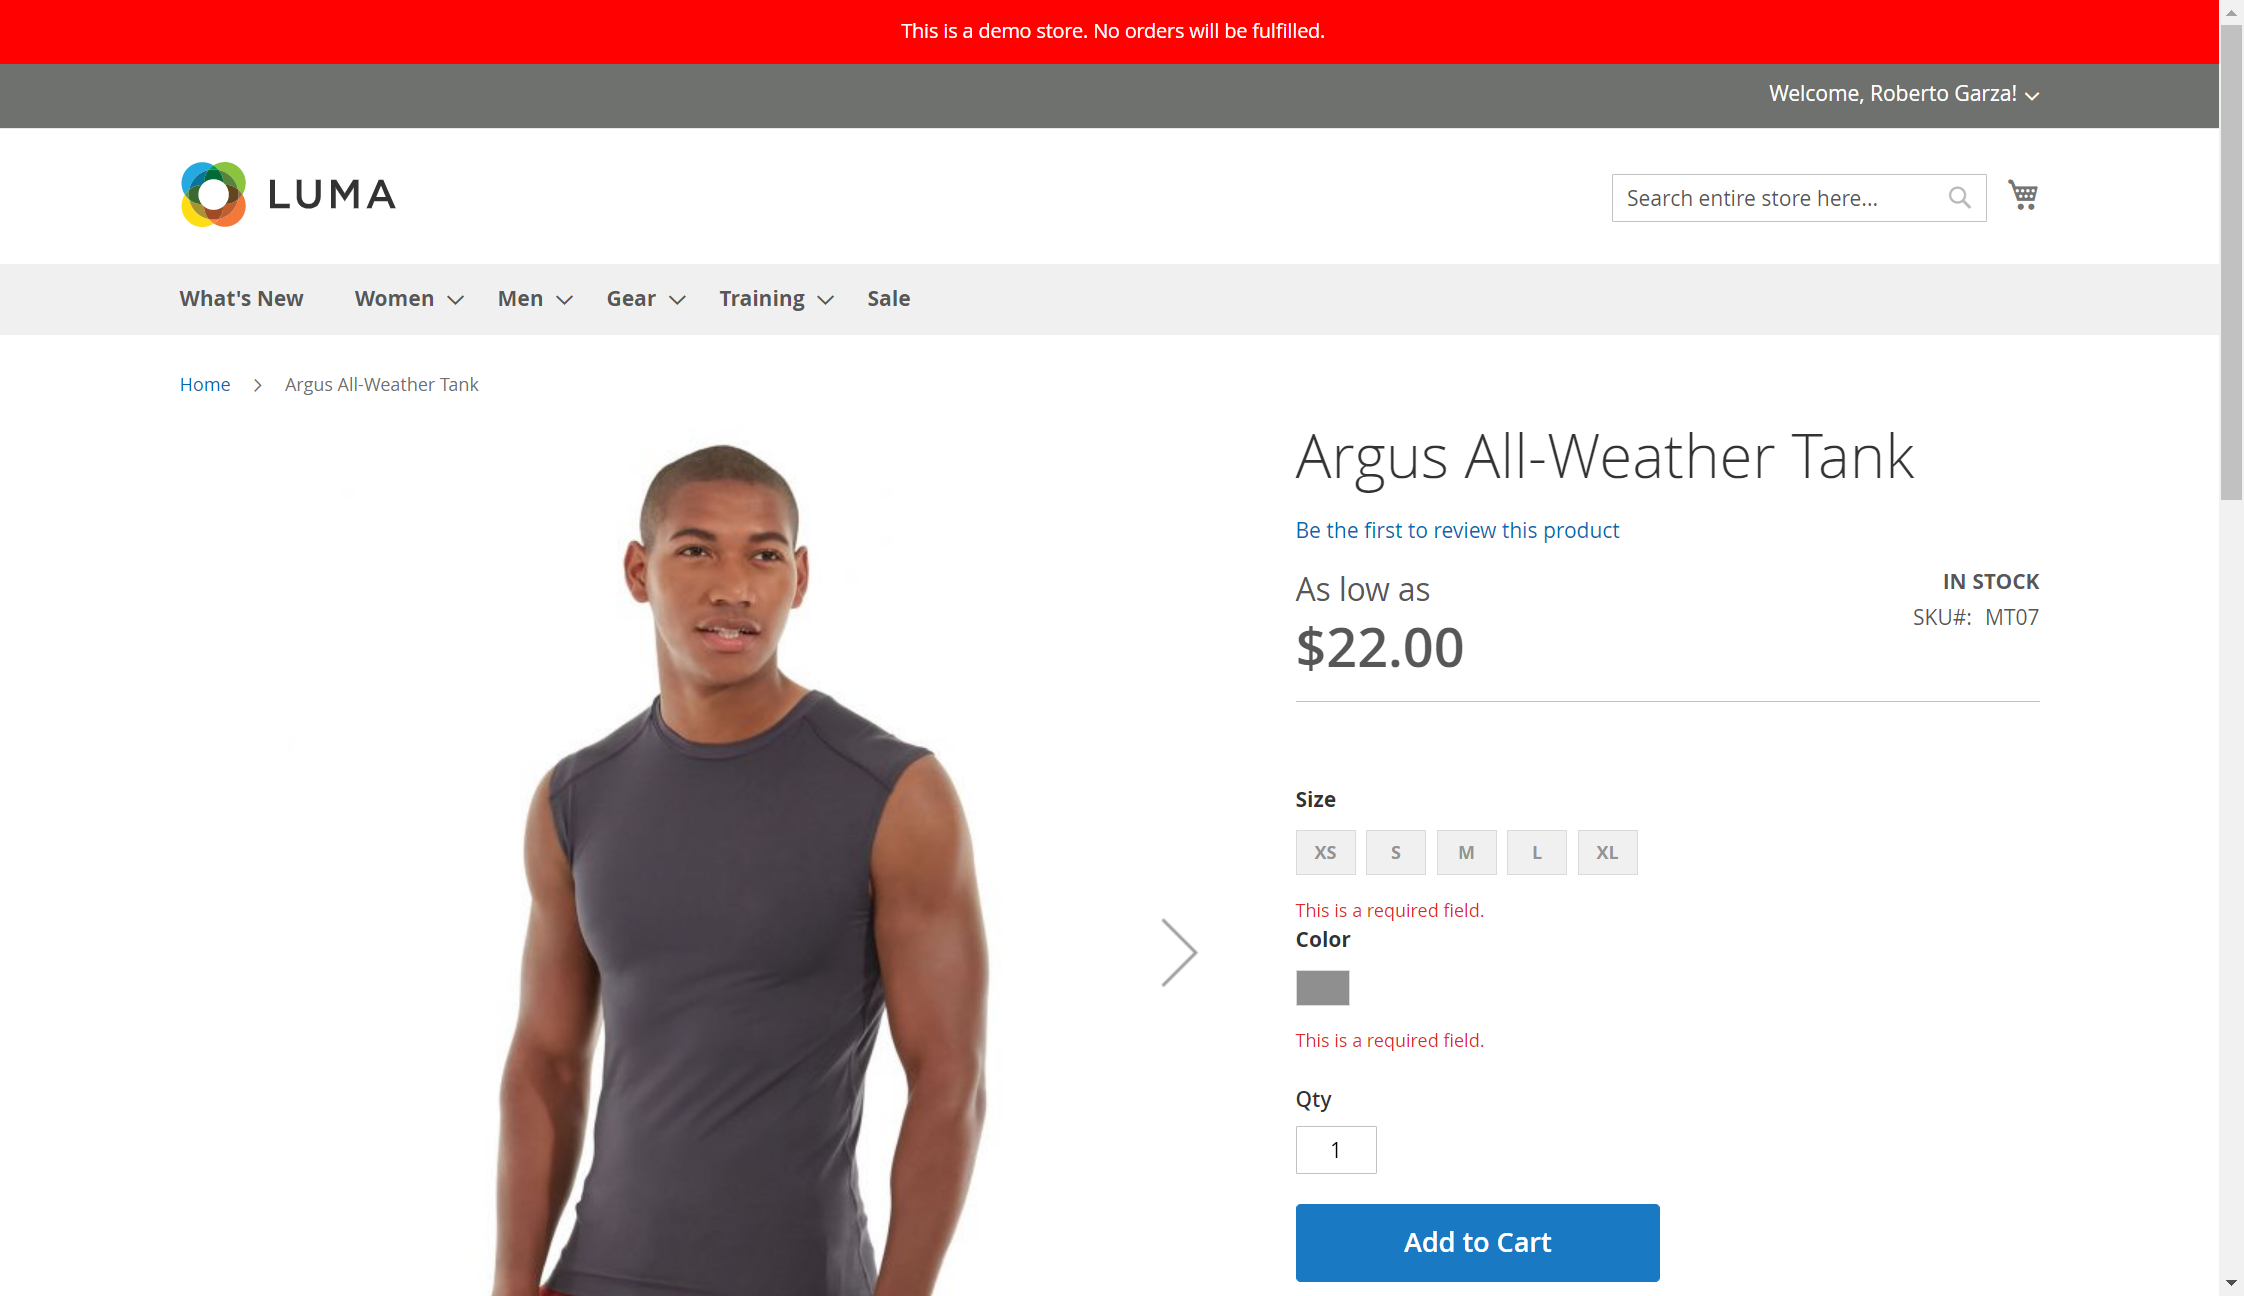 This is a demo store. No orders will be fulfilled.
Welcome, Roberto Garza!
LUMA
Search entire store here...
What's New Women Men Gear Training Sale
Home Argus All-Weather Tank
Argus All-Weather Tank
Be the first to review this product
As low as
$22.00
IN STOCK
SKU#: MT07
Size
XS S M L XL
This is a required field.
Color
This is a required field.
Qty
1
Add to Cart